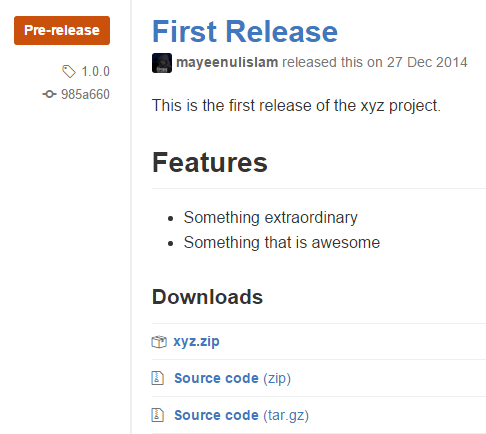 Pre-release
1.0.0
985a660
First Release
mayeenulislam released this on 27 Dec 2014
This is the first release of the xyz project.
Features
Something extraordinary
Something that is awesome
Downloads
xyz.zip
Source code (zip)
Source code (tar.gz)